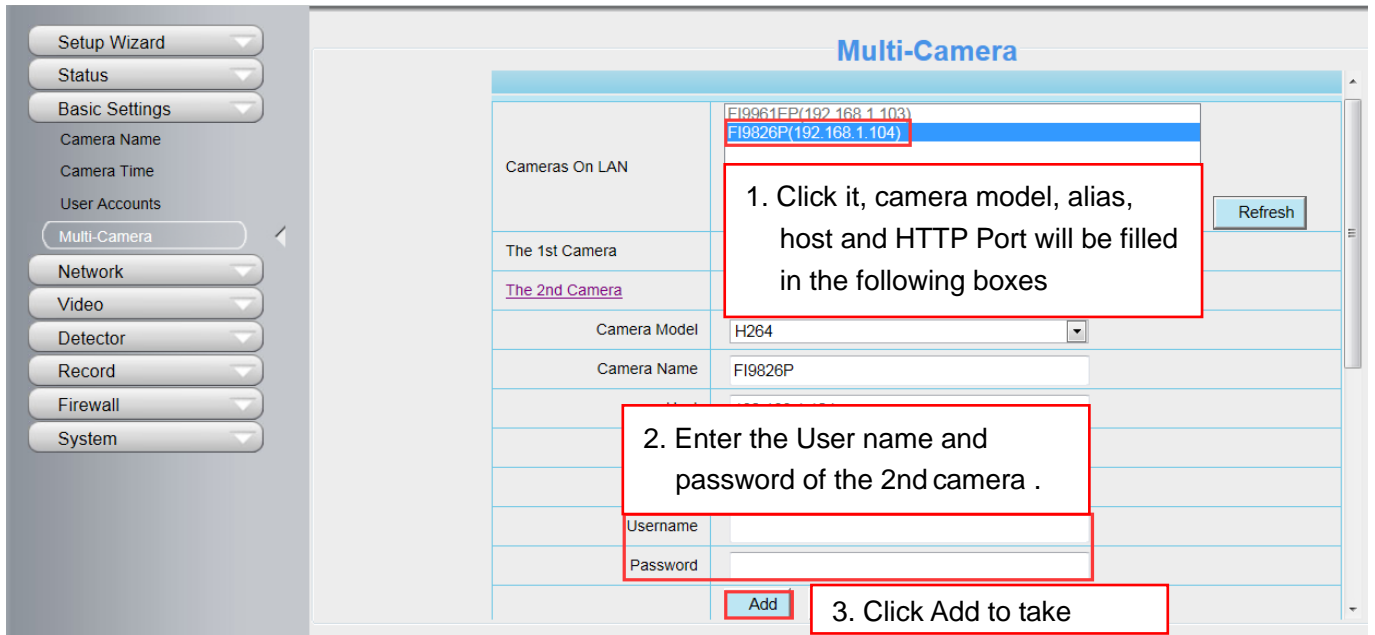 Setup Wizard
Status
Basic Settings
Camera Name
Camera Time
User Accounts
Multi-Camera
Network
Video
Detector
Record
Firewall
System
Multi-Camera
Cameras On LAN
FI9961EP(192.168.1.103)
FI9826P(192.168.1.104)
1. Click it, camera model, alias,
host and HTTP Port will be filled
in the following boxes
Refresh
The 1st Camera
The 2nd Camera
Camera Model
H264
Camera Name
FI9826P
2. Enter the User name and
password of the 2nd camera .
Username
Password
Add
3. Click Add to take